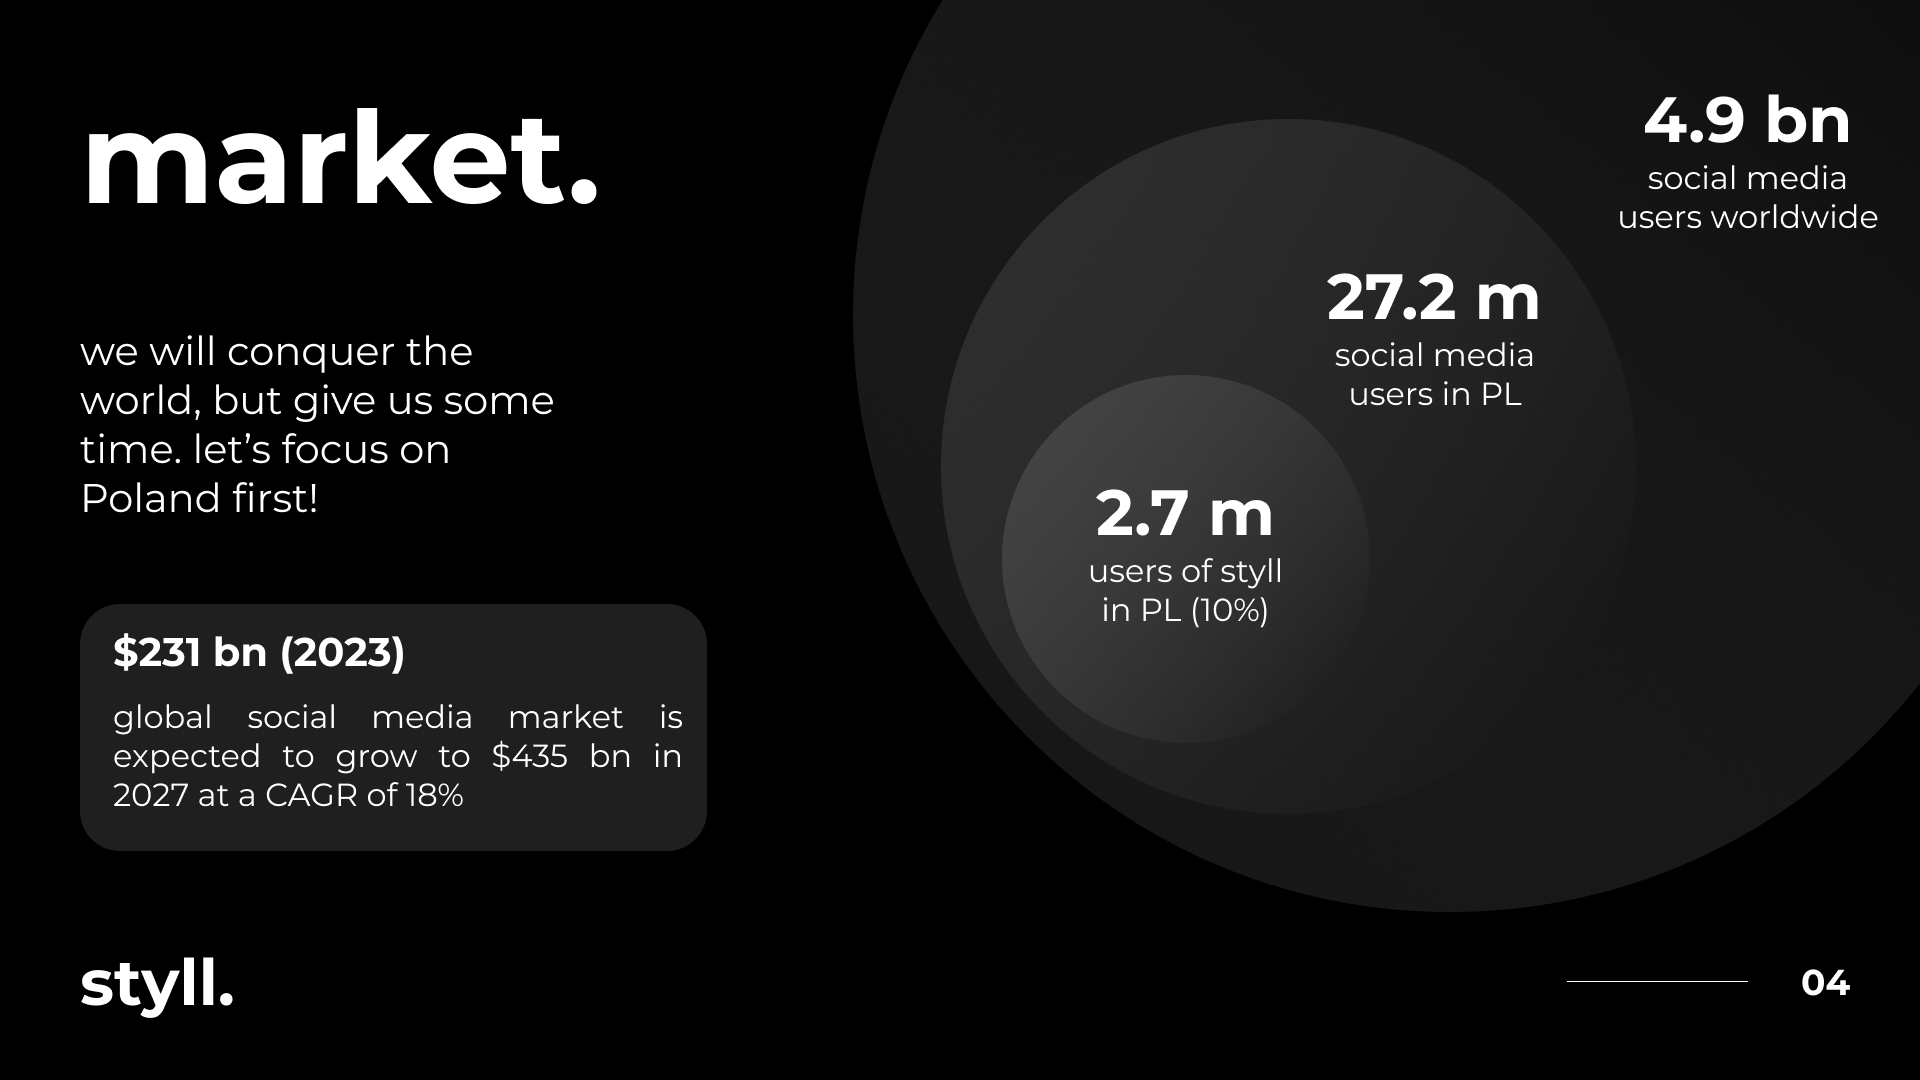 market.
we will conquer the
world, but give us some
time. let’s focus on
Poland first!
$231 bn (2023)
global social media market is
expected to grow to $435 bn in
2027 at a CAGR of 18%
4.9 bn
social media
users worldwide
27.2 m
social media
users in PL
2.7 m
users of styll
in PL (10%)
styll.
04